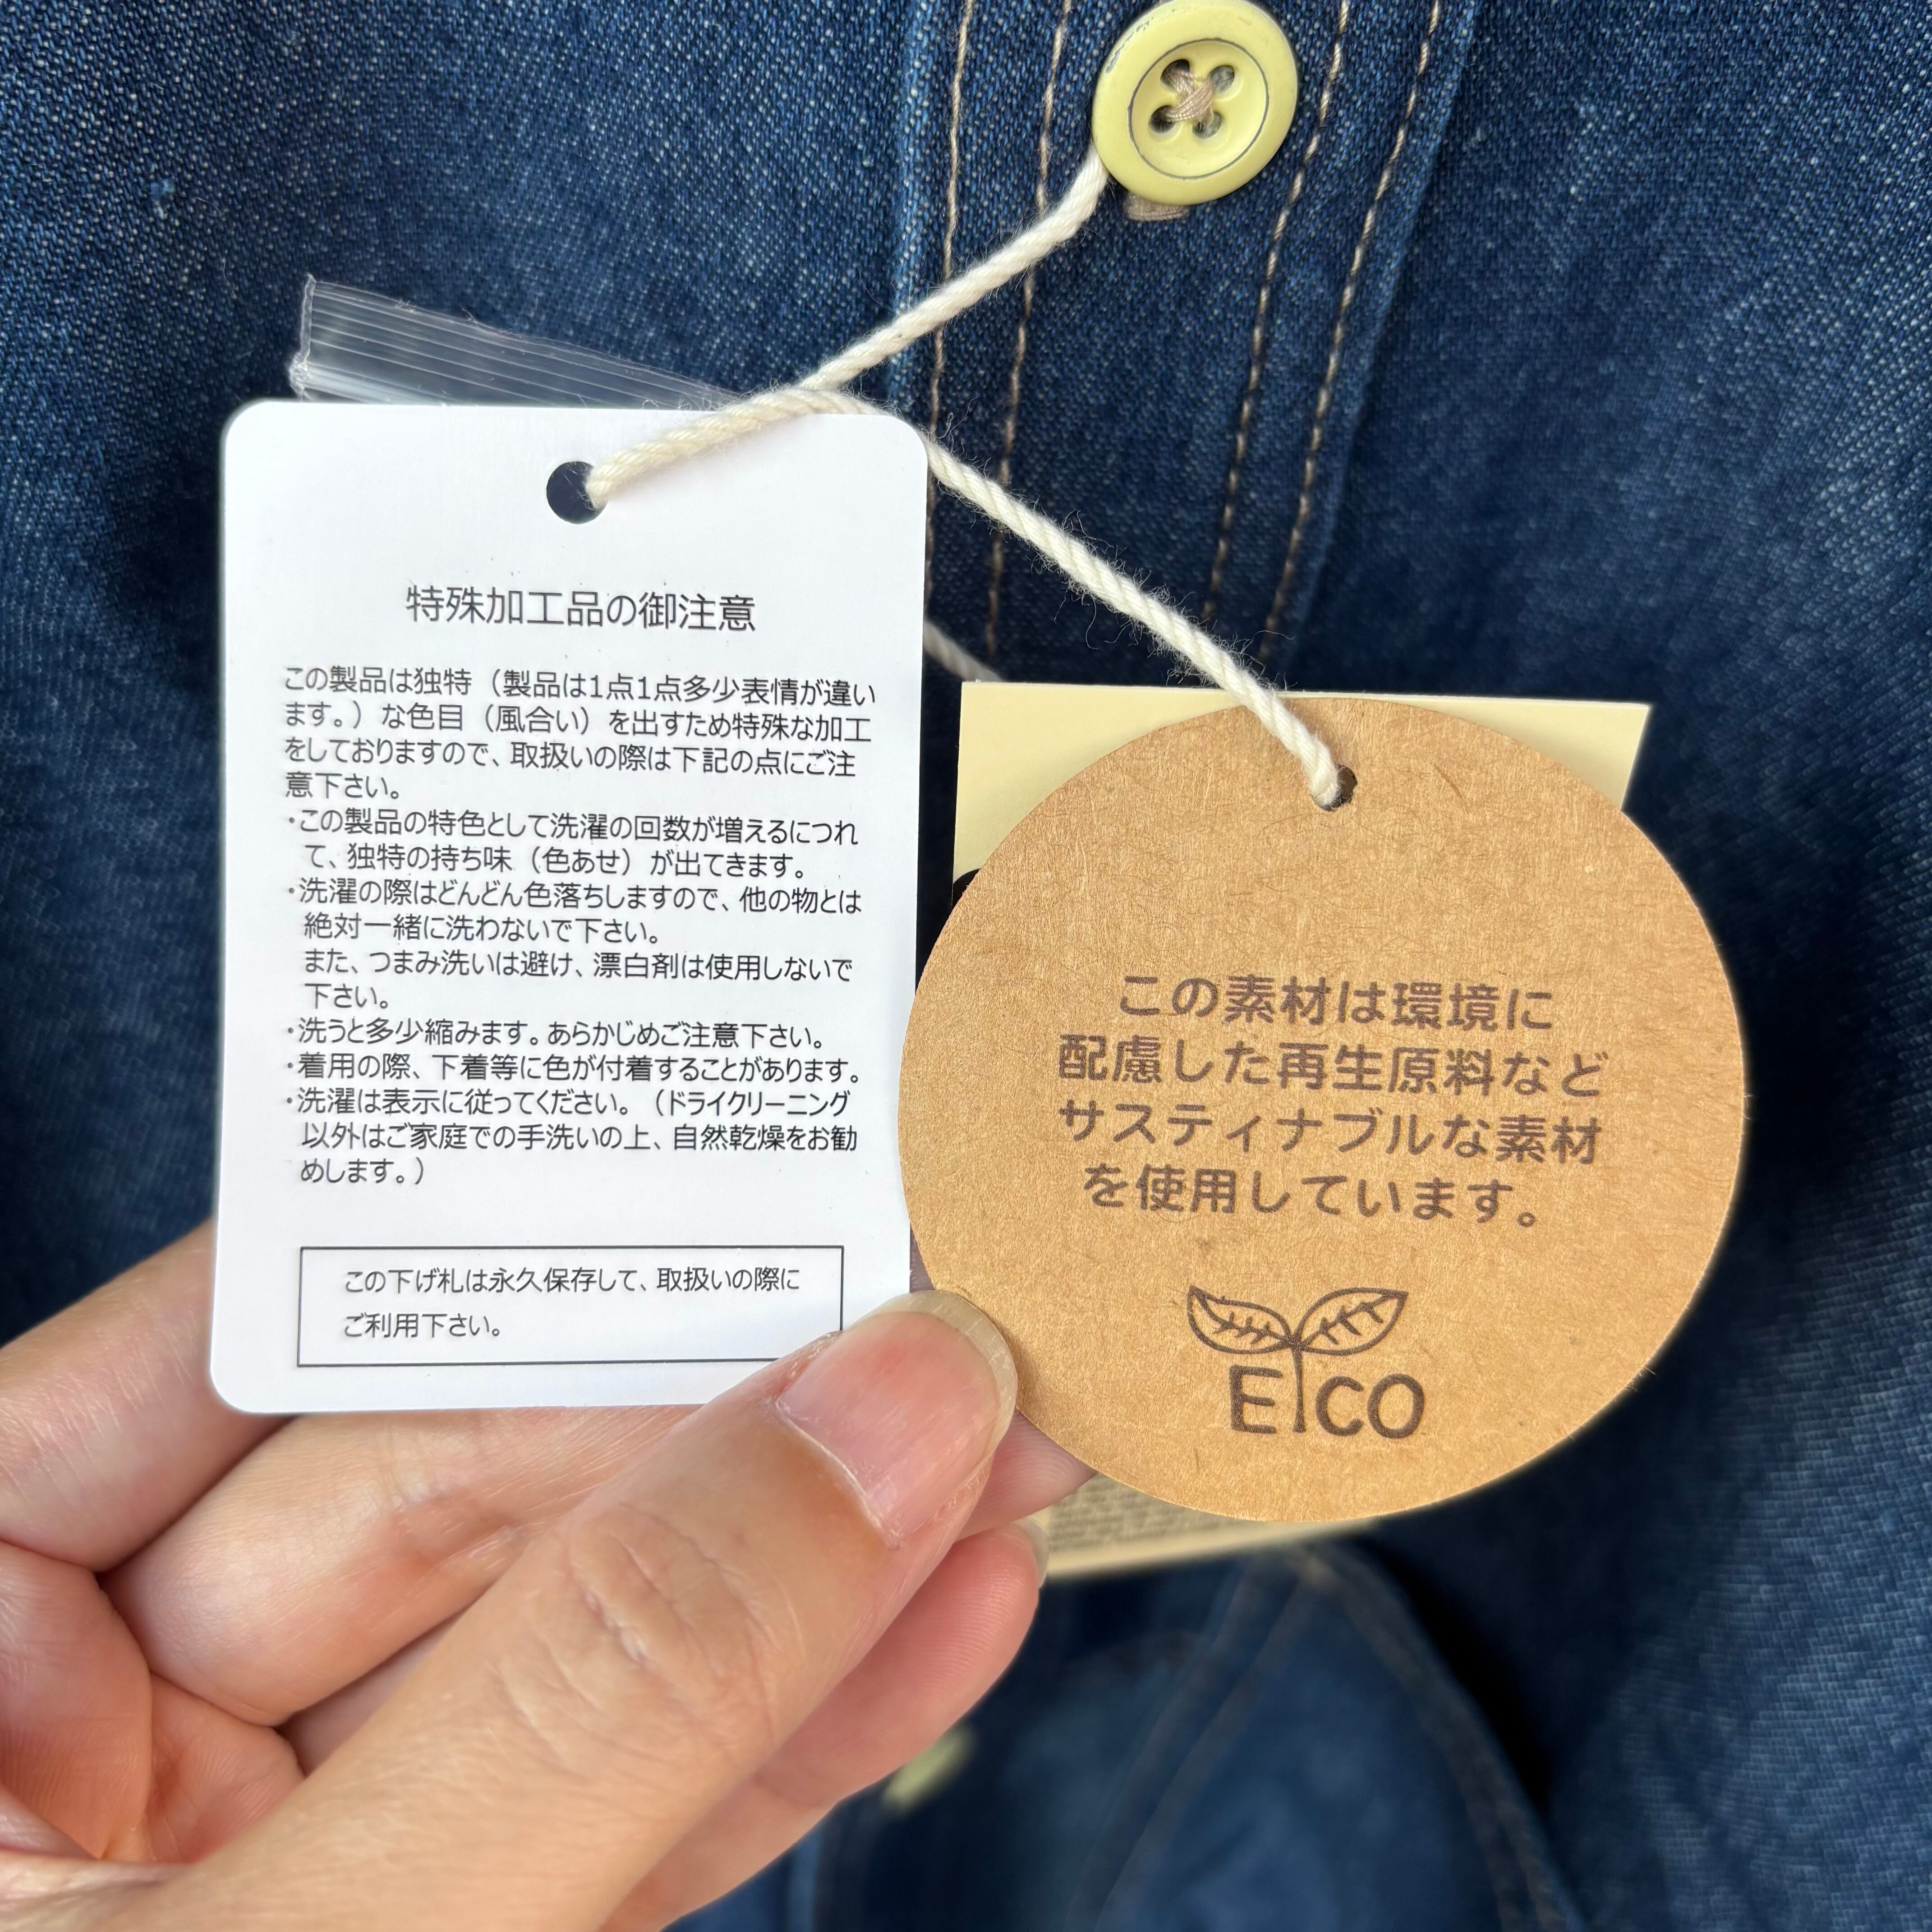 特殊加工品の御注意
この製品は独特（製品は1点1点多少表情が違い
ます。）な色目（風合い）を出すため特殊な加工
をしておりますので、取扱いの際は下記の点にご注
意下さい。
・この製品の特色として洗濯の回数が増えるにつれ
て、独特の持ち味（色あせ）が出てきます。
・洗濯の際はどんどん色落ちしますので、他の物とは
絶対一緒に洗わないで下さい。
また、つまみ洗いは避け、漂白剤は使用しないで
下さい。
・洗うと多少縮みます。あらかじめご注意下さい。
・着用の際、下着等に色が付着することがあります。
・洗濯は表示に従ってください。（ドライクリーニング
以外はご家庭での手洗いの上、自然乾燥をお勧
めします。）
この下げ札は永久保存して、取扱いの際に
ご利用下さい。
この素材は環境に
配慮した再生原料など
サスティナブルな素材
を使用しています。
ECO